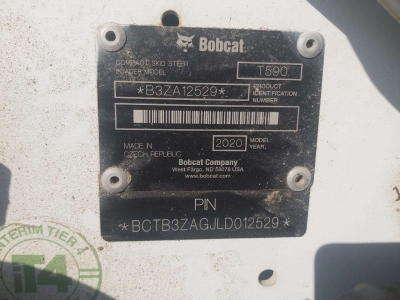 Bobcat
COMPACT SKID STEER
LOADER MODEL
T590
*B3ZA12529*
PRODUCT
IDENTIFICATION
NUMBER
MADE IN
CZECH REPUBLIC
2020
MODEL
YEAR.
Bobcat Company
West Fargo, ND 58078 USA
www.bobcat.com
PIN
*BCTB3ZAGJLD012529*
INTERIM TIER 4
iT4